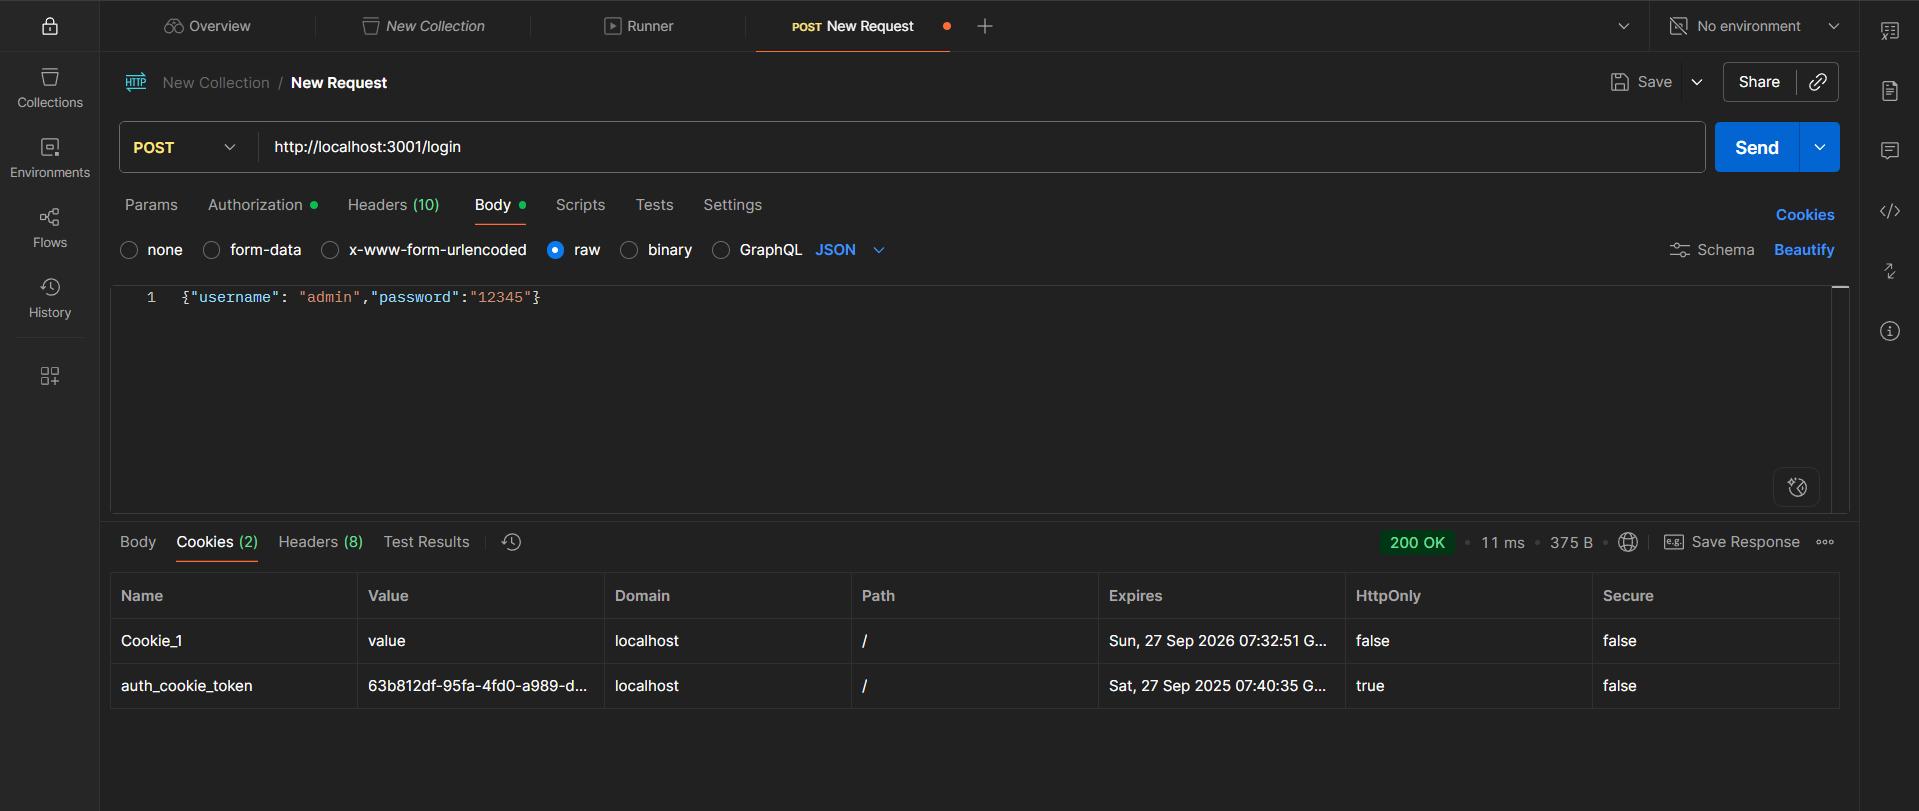 Overview New Collection Runner POST New Request No environment
Collections
Environments
Flows
History
HTTP New Collection / New Request Save Share
POST http://localhost:3001/login Send
Params Authorization Headers (10) Body Scripts Tests Settings Cookies
none form-data x-www-form-urlencoded raw binary GraphQL JSON Schema Beautify
1 {"username": "admin","password":"12345"}
Body Cookies (2) Headers (8) Test Results 200 OK 11 ms 375 B e.g. Save Response
Name Value Domain Path Expires HttpOnly Secure
Cookie_1 value localhost / Sun, 27 Sep 2026 07:32:51 G... false false
auth_cookie_token 63b812df-95fa-4fd0-a989-d... localhost / Sat, 27 Sep 2025 07:40:35 G... true false